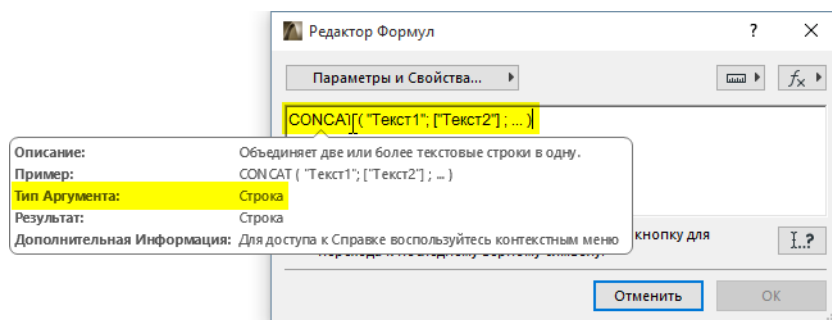 Редактор Формул
?
Параметры и Свойства...
fx
CONCAT ( "Текст1"; ["Текст2"] ; ... )
Описание: Объединяет две или более текстовые строки в одну.
Пример: CONCAT ( "Текст1"; ["Текст2"] ; ... )
Тип Аргумента: Строка
Результат: Строка
Дополнительная Информация: Для доступа к Справке воспользуйтесь контекстным меню
кнопку для
I..?
Отменить
OK